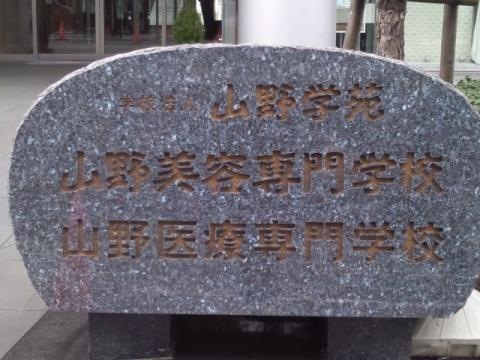 学校法人 山野学苑
山野美容専門学校
山野医療専門学校